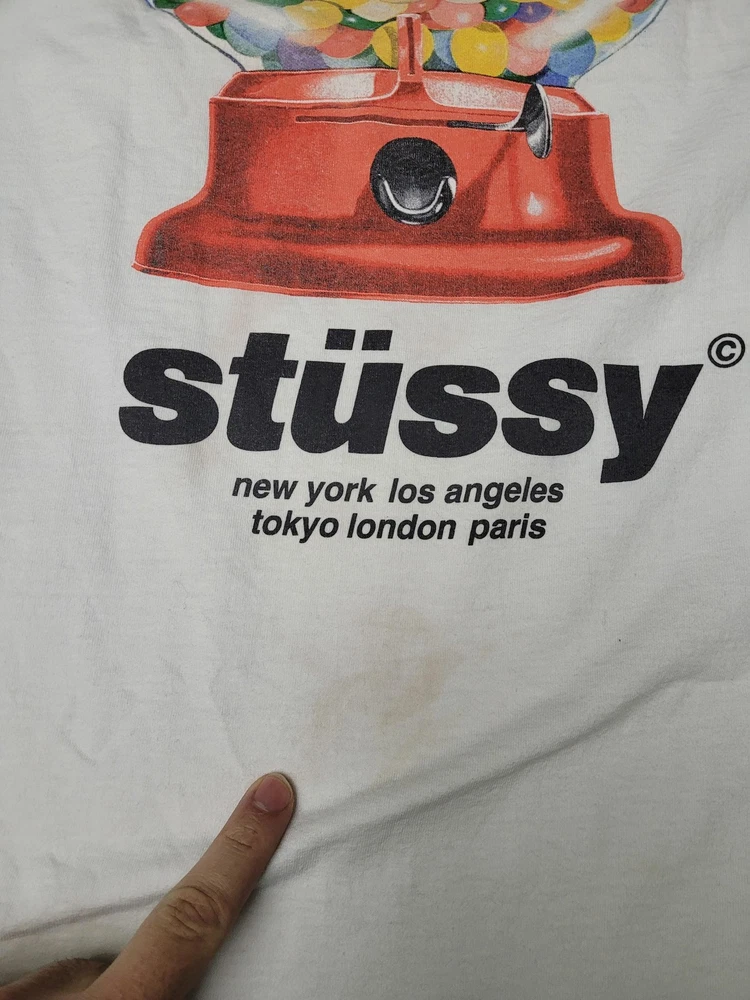 stüssy©
new york los angeles
tokyo london paris